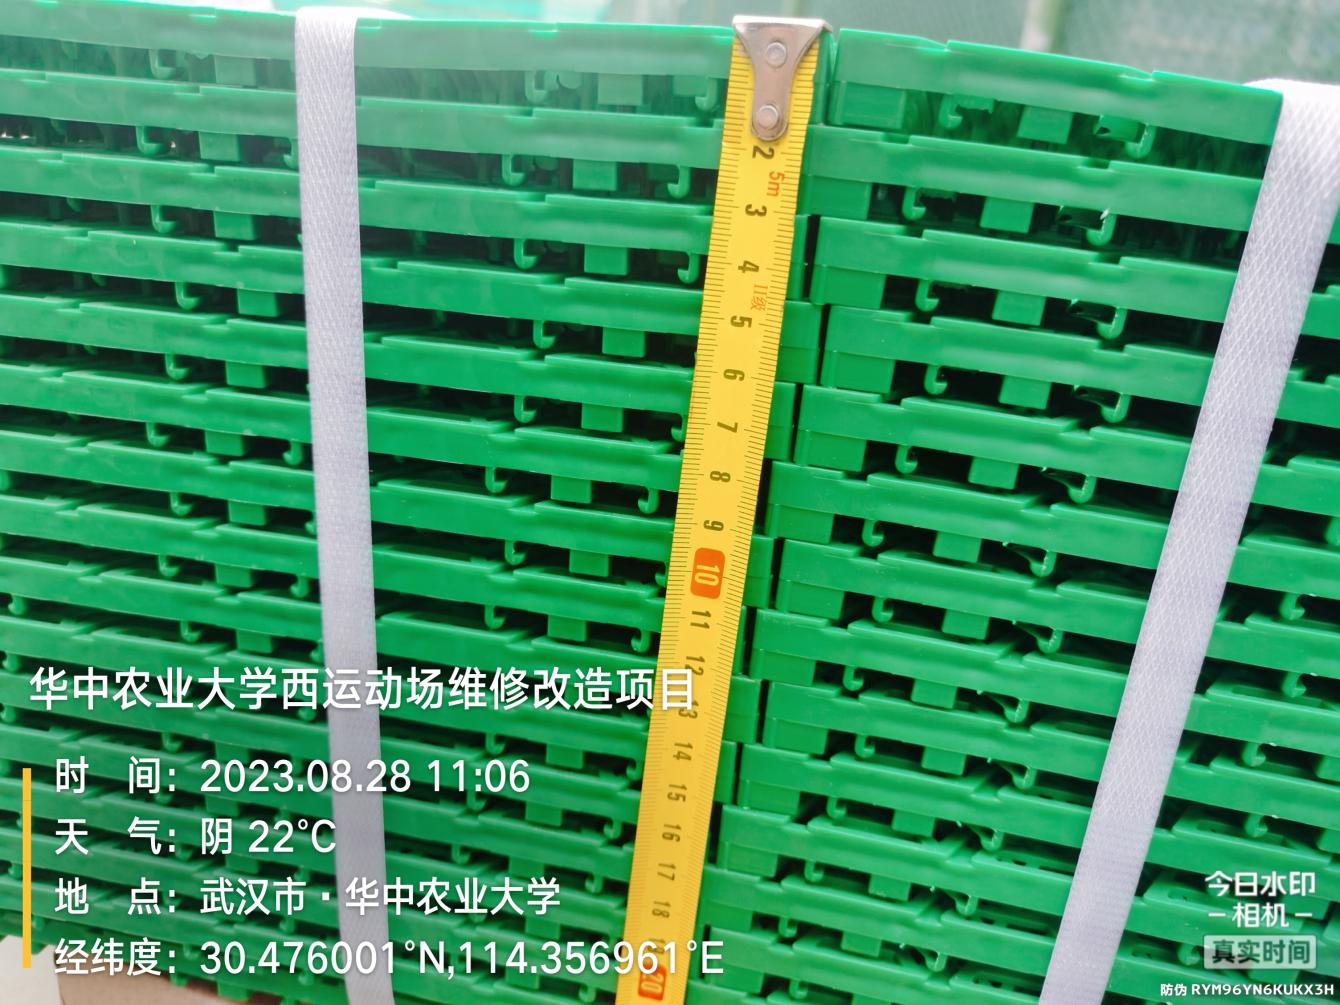 2
5m
3
4
II级
5
6
7
8
9
10
11
12
13
14
15
16
17
18
20
华中农业大学西运动场维修改造项目
时 间：2023.08.28 11:06
天 气：阴 22℃
地 点：武汉市·华中农业大学
经纬度：30.476001°N,114.356961°E
今日水印
-相机-
真实时间
防伪 RYM96YN6KUKX3H